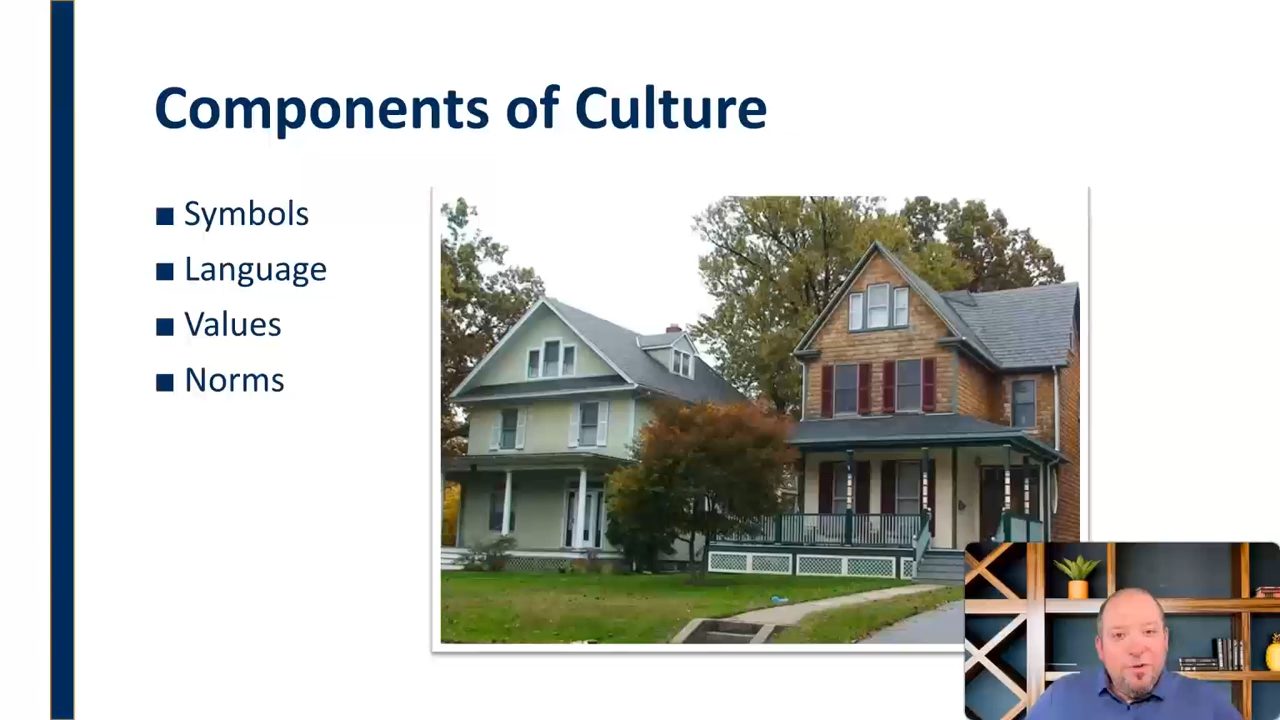 Components of Culture
■ Symbols
■ Language
■ Values
■ Norms